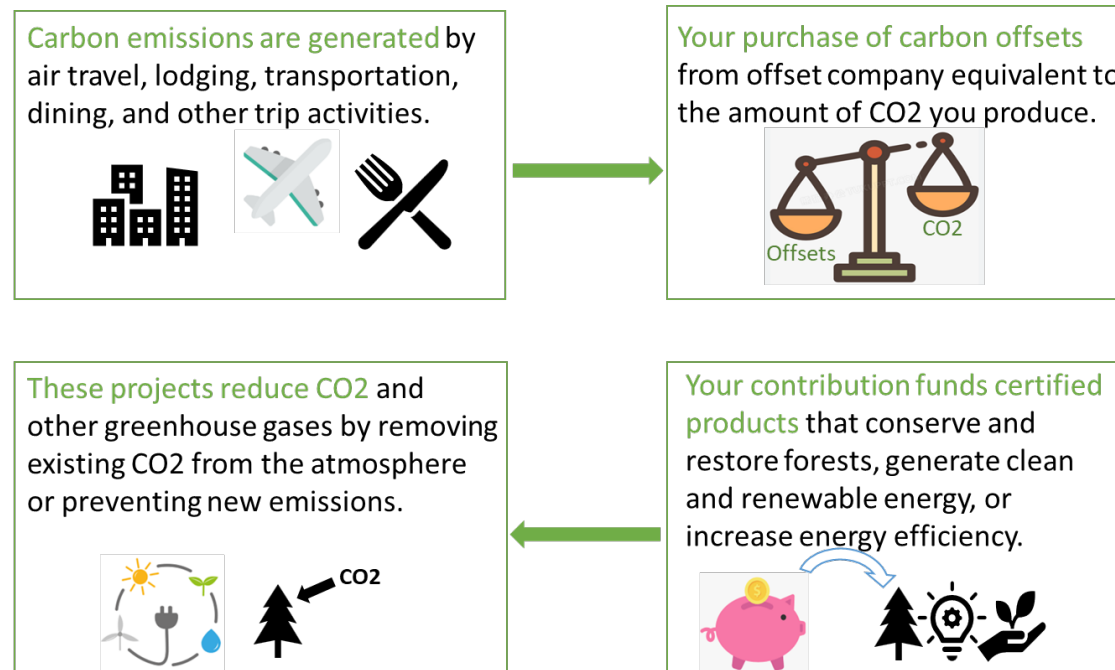 Carbon emissions are generated by
air travel, lodging, transportation,
dining, and other trip activities.
Your purchase of carbon offsets
from offset company equivalent to
the amount of CO2 you produce.
Offsets
CO2
Your contribution funds certified
products that conserve and
restore forests, generate clean
and renewable energy, or
increase energy efficiency.
These projects reduce CO2 and
other greenhouse gases by removing
existing CO2 from the atmosphere
or preventing new emissions.
CO2